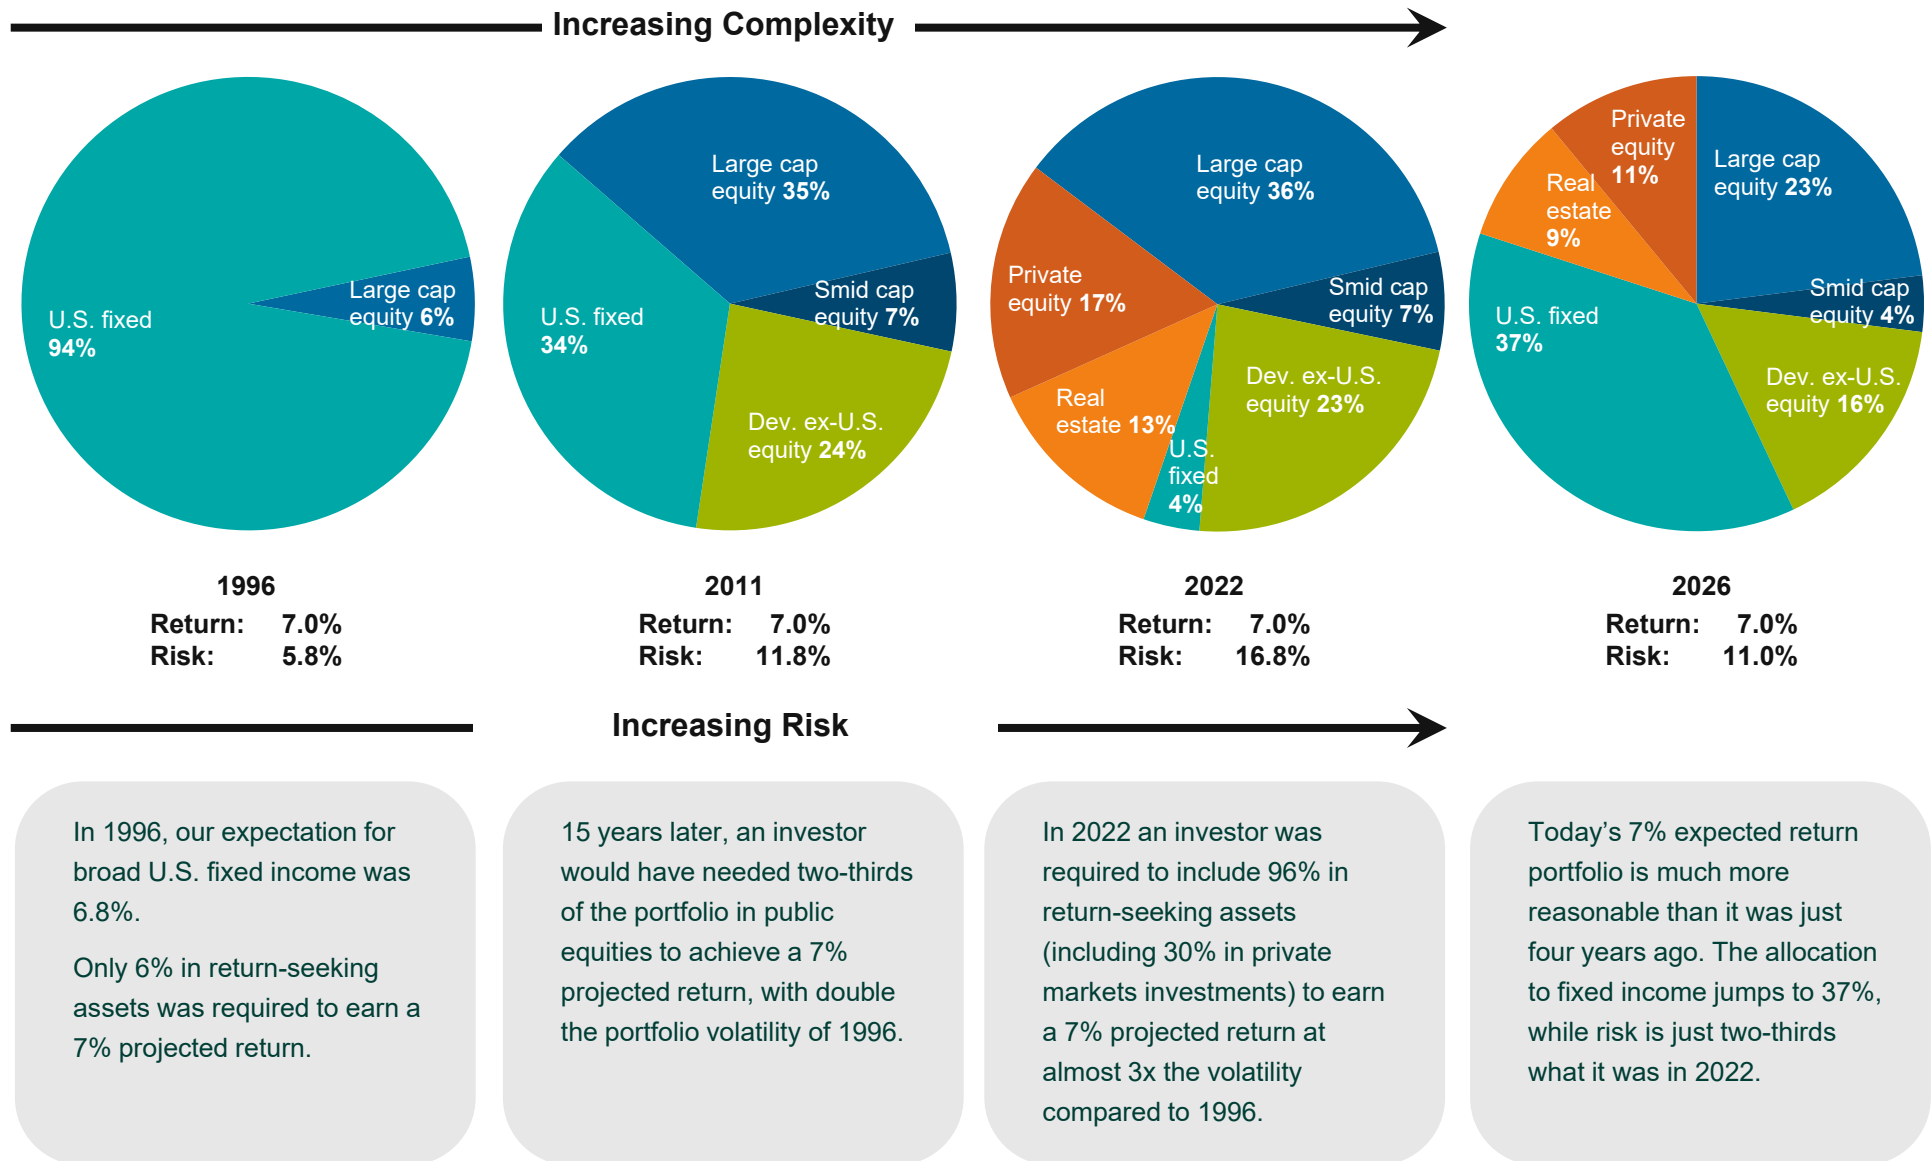 Increasing Complexity
U.S. fixed
94%
Large cap
equity 6%
Large cap
equity 35%
Smid cap
equity 7%
U.S. fixed
34%
Dev. ex-U.S.
equity 24%
Large cap
equity 36%
Smid cap
equity 7%
Private
equity 17%
Dev. ex-U.S.
equity 23%
Real
estate 13%
U.S.
fixed
4%
Private
equity
11%
Large cap
equity 23%
Real
estate
9%
Smid cap
equity 4%
U.S. fixed
37%
Dev. ex-U.S.
equity 16%
1996
Return: 7.0%
Risk: 5.8%
2011
Return: 7.0%
Risk: 11.8%
2022
Return: 7.0%
Risk: 16.8%
2026
Return: 7.0%
Risk: 11.0%
Increasing Risk
In 1996, our expectation for
broad U.S. fixed income was
6.8%.
Only 6% in return-seeking
assets was required to earn a
7% projected return.
15 years later, an investor
would have needed two-thirds
of the portfolio in public
equities to achieve a 7%
projected return, with double
the portfolio volatility of 1996.
In 2022 an investor was
required to include 96% in
return-seeking assets
(including 30% in private
markets investments) to earn
a 7% projected return at
almost 3x the volatility
compared to 1996.
Today’s 7% expected return
portfolio is much more
reasonable than it was just
four years ago. The allocation
to fixed income jumps to 37%,
while risk is just two-thirds
what it was in 2022.